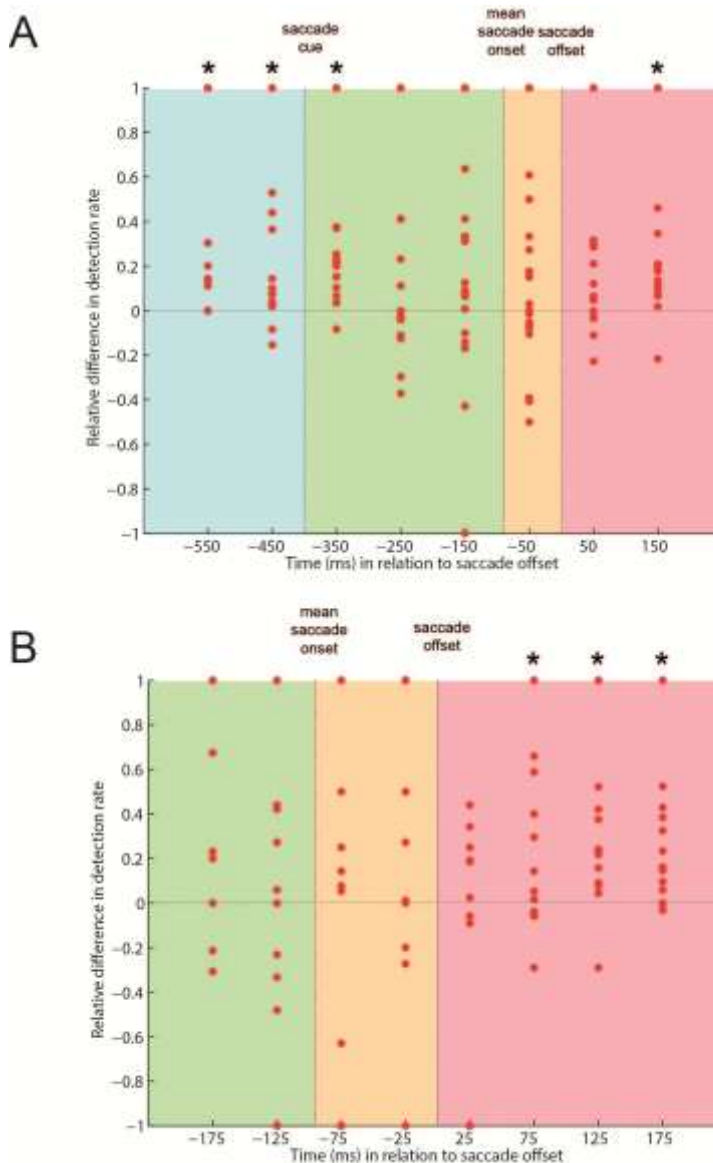 A
saccade
cue
mean
saccade
onset
saccade
offset
* * * *
1
0.8
0.6
0.4
0.2
0
−0.2
−0.4
−0.6
−0.8
−1
Relative difference in detection rate
−550 −450 −350 −250 −150 −50 50 150
Time (ms) in relation to saccade offset
B
mean
saccade
onset
saccade
offset
* * *
1
0.8
0.6
0.4
0.2
0
−0.2
−0.4
−0.6
−0.8
−1
Relative difference in detection rate
−175 −125 −75 −25 25 75 125 175
Time (ms) in relation to saccade offset